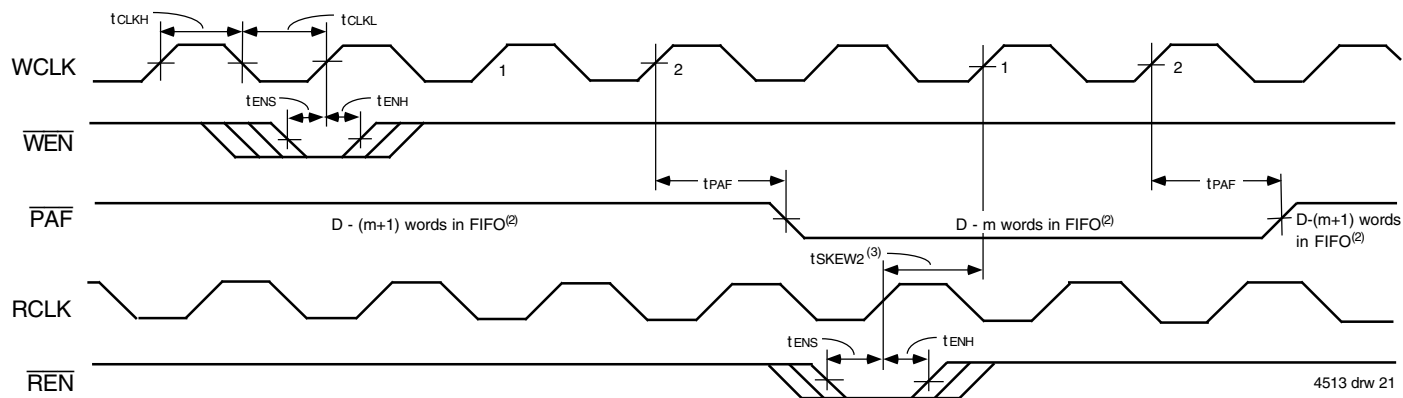 tCLKH
tCLKL
WCLK
1
2
1
2
tENS
tENH
WEN
tPAF
tPAF
PAF
D - (m+1) words in FIFO(2)
D - m words in FIFO(2)
D-(m+1) words
in FIFO(2)
tSKEW2(3)
RCLK
tENS
tENH
REN
4513 drw 21